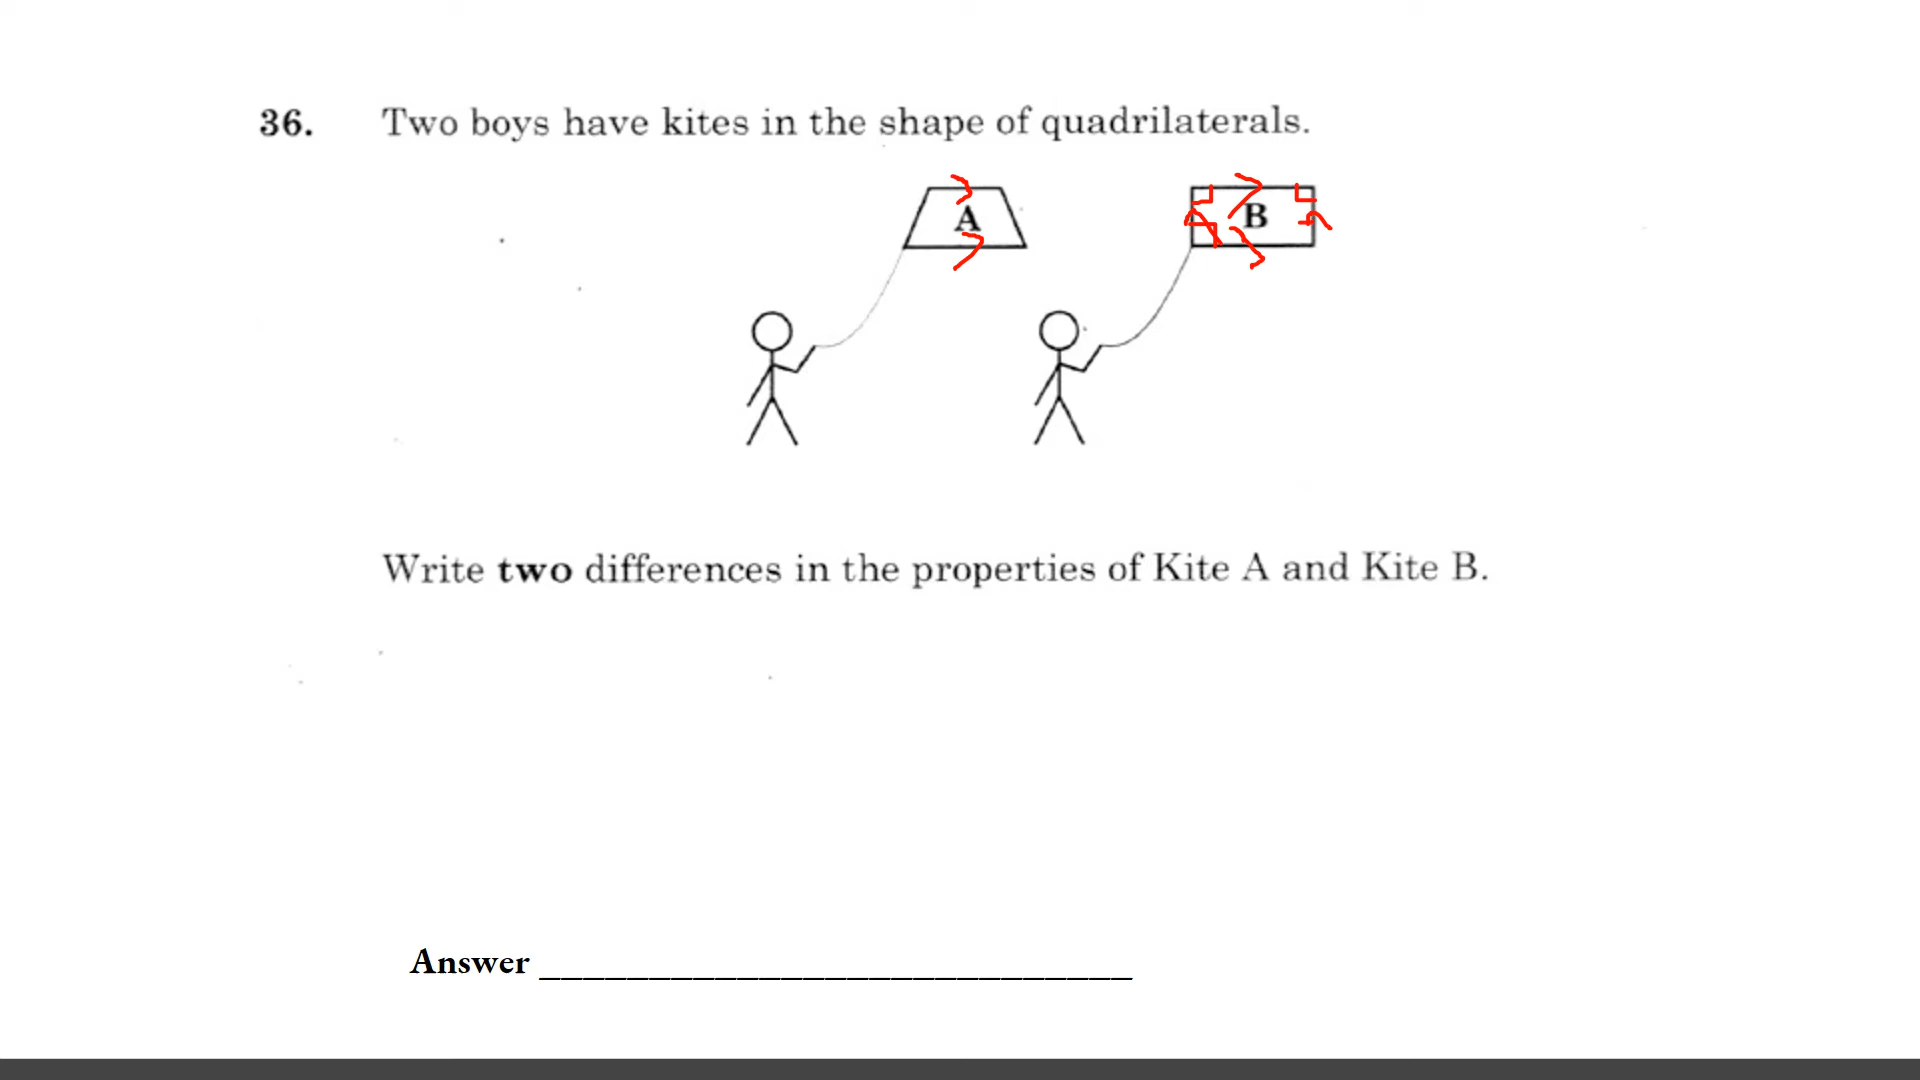 36. Two boys have kites in the shape of quadrilaterals.
A B
Write two differences in the properties of Kite A and Kite B.
Answer ___________________________